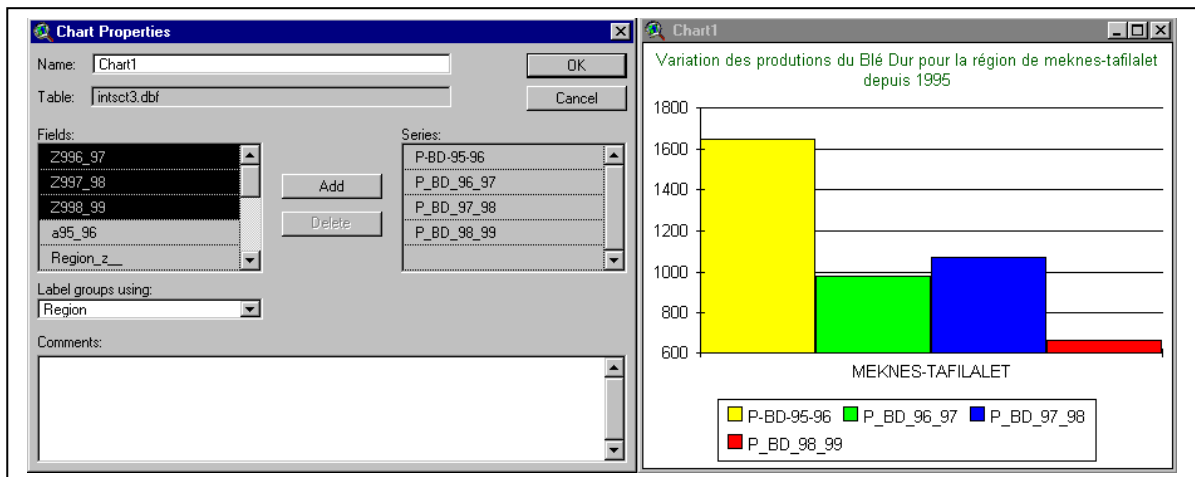 Chart Properties
Name: Chart1
OK
Table: intsct3.dbf
Cancel
Fields:
Z996_97
Z997_98
Z998_99
a95_96
Region_z__
Add
Delete
Series:
P-BD-95-96
P_BD_96_97
P_BD_97_98
P_BD_98_99
Label groups using:
Region
Comments:
Chart1
Variation des produtions du Blé Dur pour la région de meknes-tafilalet
depuis 1995
1800
1600
1400
1200
1000
800
600
MEKNES-TAFILALET
P-BD-95-96 P_BD_96_97 P_BD_97_98
P_BD_98_99